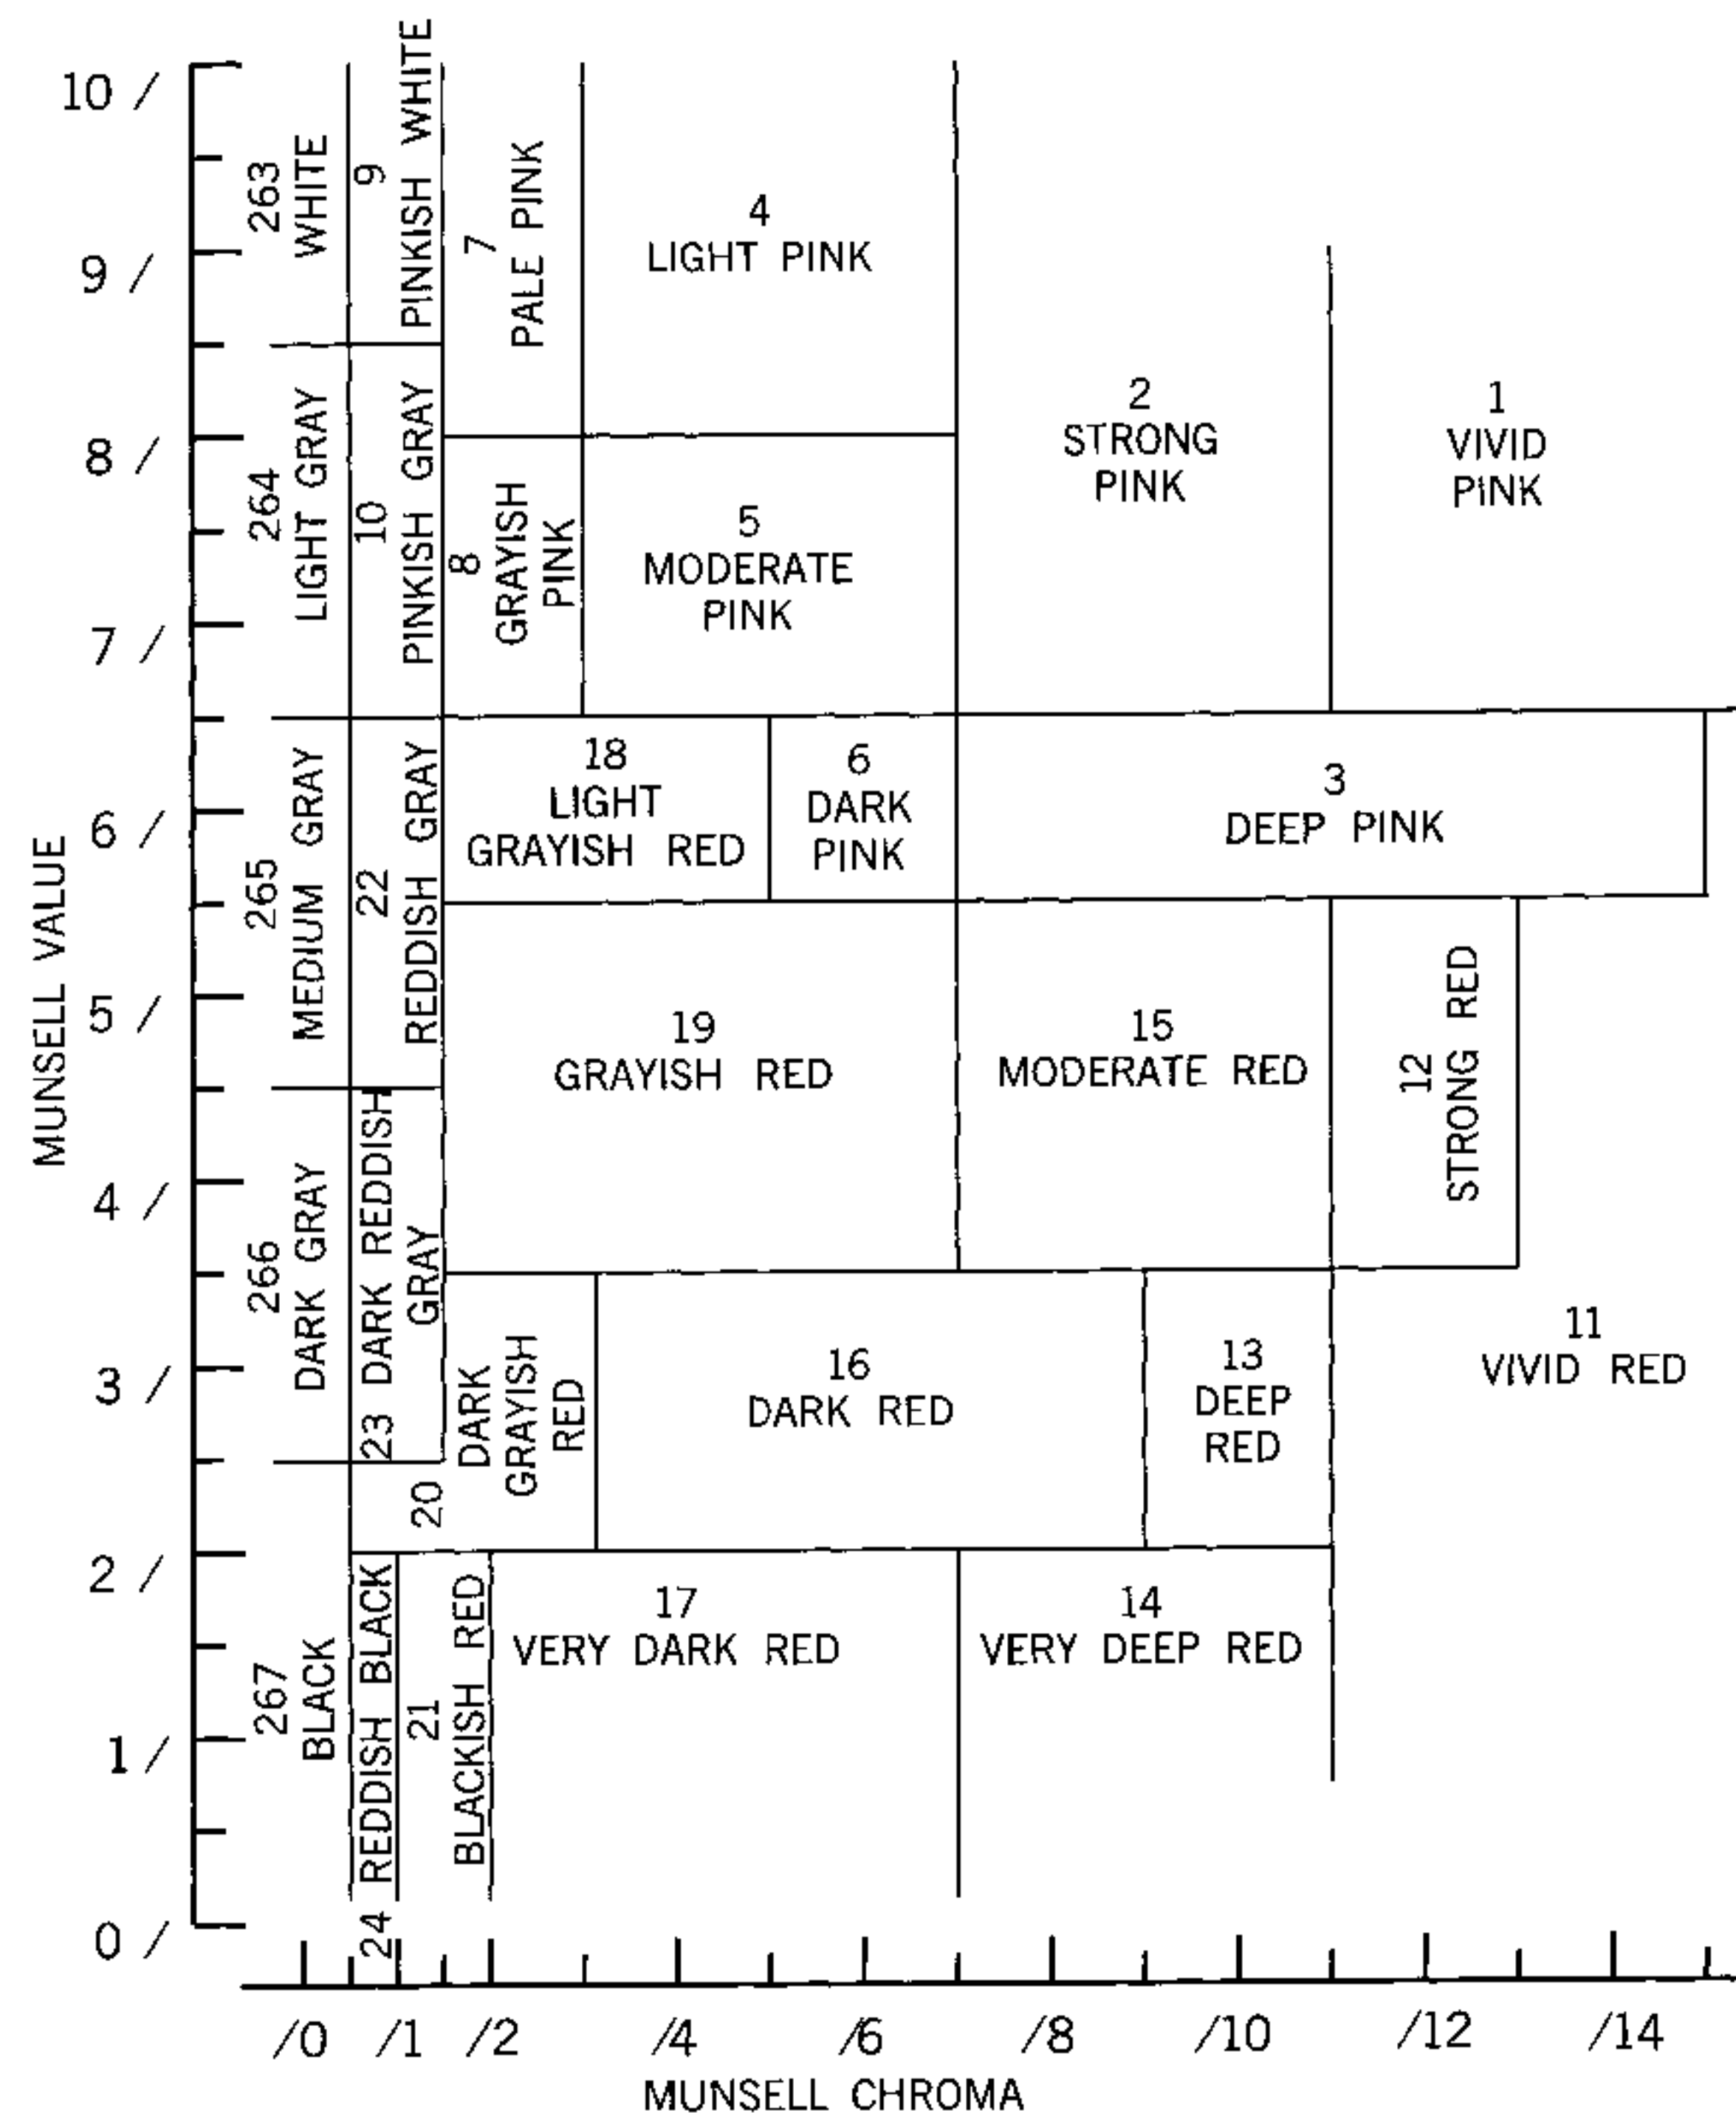 10 /
9 /
8 /
7 /
6 /
5 /
4 /
3 /
2 /
1 /
0 /
MUNSELL VALUE
263
WHITE
264
LIGHT GRAY
265
MEDIUM GRAY
266
DARK GRAY
267
BLACK
9
PINKISH WHITE
10
PINKISH GRAY
22
REDDISH GRAY
23 DARK REDDISH
GRAY
24 REDDISH BLACK
7
PALE PINK
8
GRAYISH
PINK
4
LIGHT PINK
5
MODERATE
PINK
2
STRONG
PINK
1
VIVID
PINK
18
LIGHT
GRAYISH RED
6
DARK
PINK
3
DEEP PINK
19
GRAYISH RED
15
MODERATE RED
12
STRONG RED
20
DARK
GRAYISH
RED
16
DARK RED
13
DEEP
RED
11
VIVID RED
21
BLACKISH RED
17
VERY DARK RED
14
VERY DEEP RED
/0 /1 /2 /4 /6 /8 /10 /12 /14
MUNSELL CHROMA